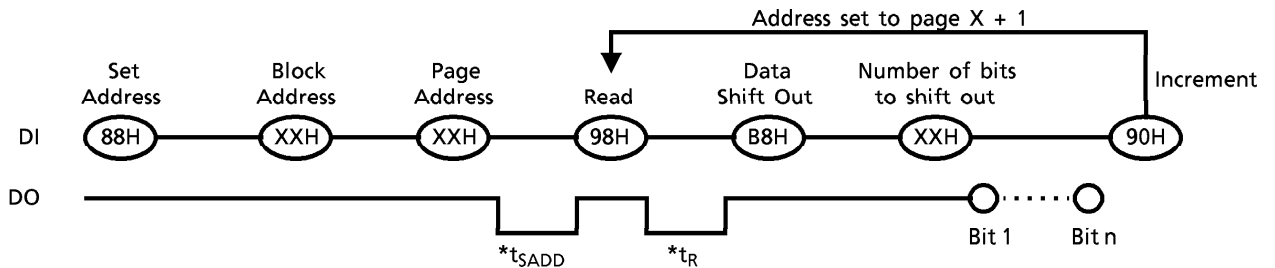 Address set to page X + 1
Set Address
Block Address
Page Address
Read
Data Shift Out
Number of bits to shift out
Increment
DI 88H XXH XXH 98H B8H XXH 90H
DO
*tSADD
*tR
Bit 1
Bit n